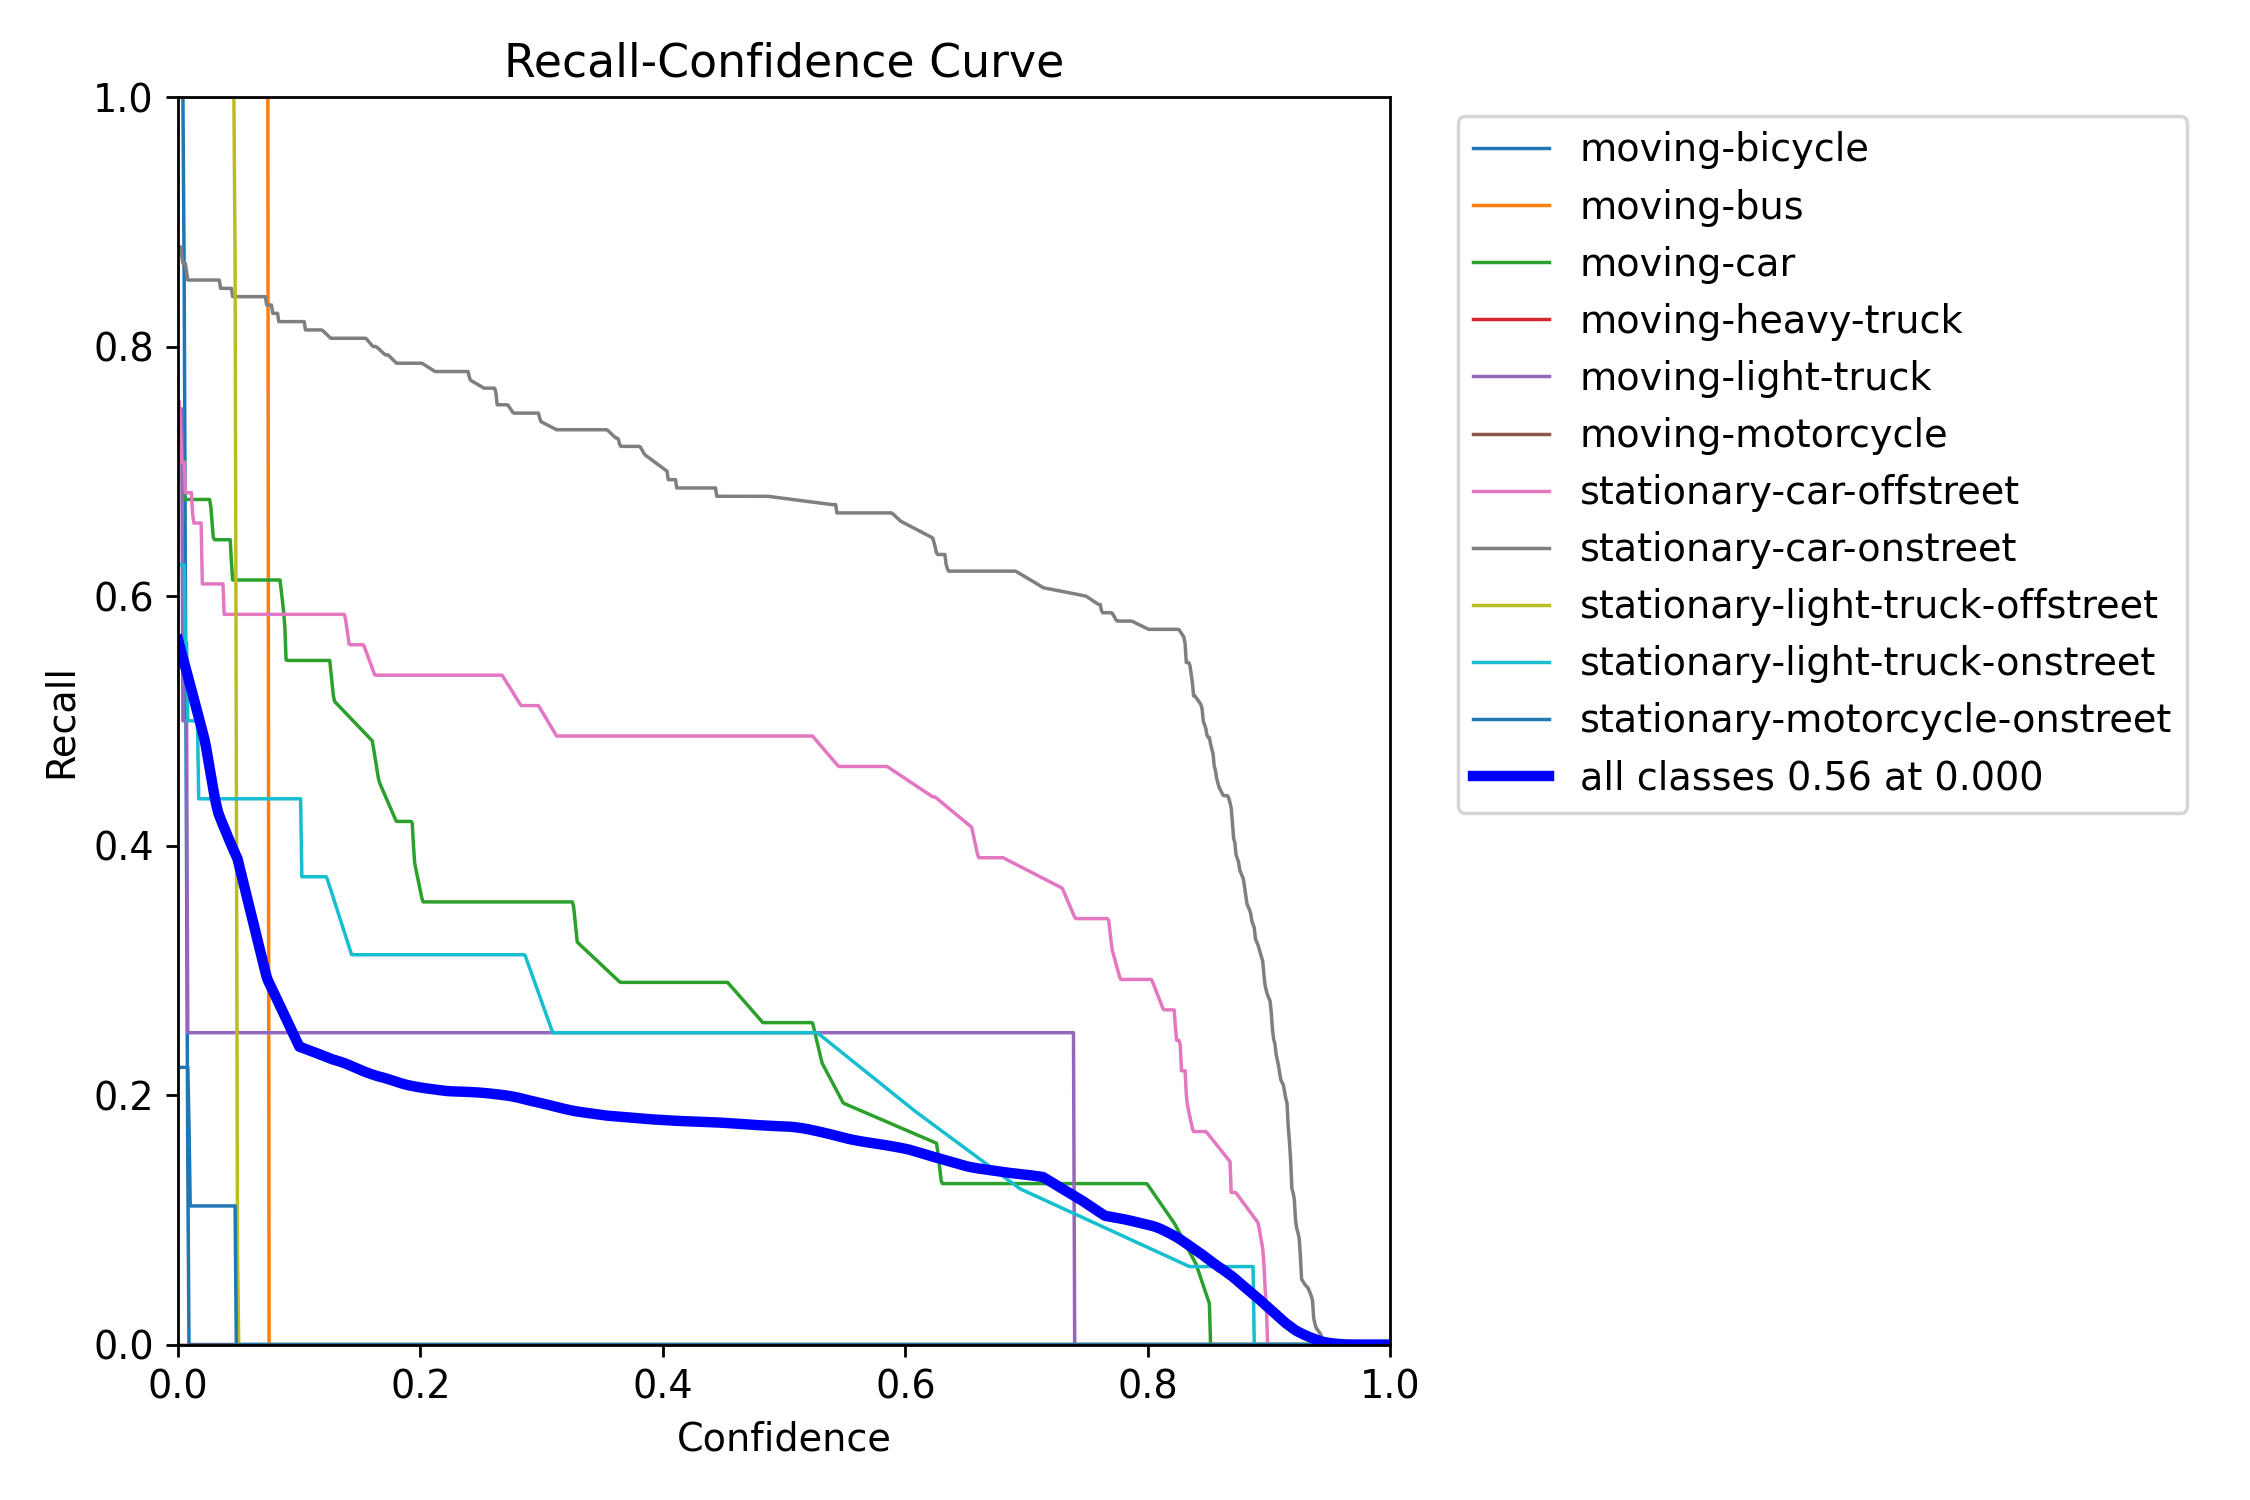 Recall-Confidence Curve
1.0
0.8
0.6
0.4
0.2
0.0
Recall
0.0 0.2 0.4 0.6 0.8 1.0
Confidence
moving-bicycle
moving-bus
moving-car
moving-heavy-truck
moving-light-truck
moving-motorcycle
stationary-car-offstreet
stationary-car-onstreet
stationary-light-truck-offstreet
stationary-light-truck-onstreet
stationary-motorcycle-onstreet
all classes 0.56 at 0.000